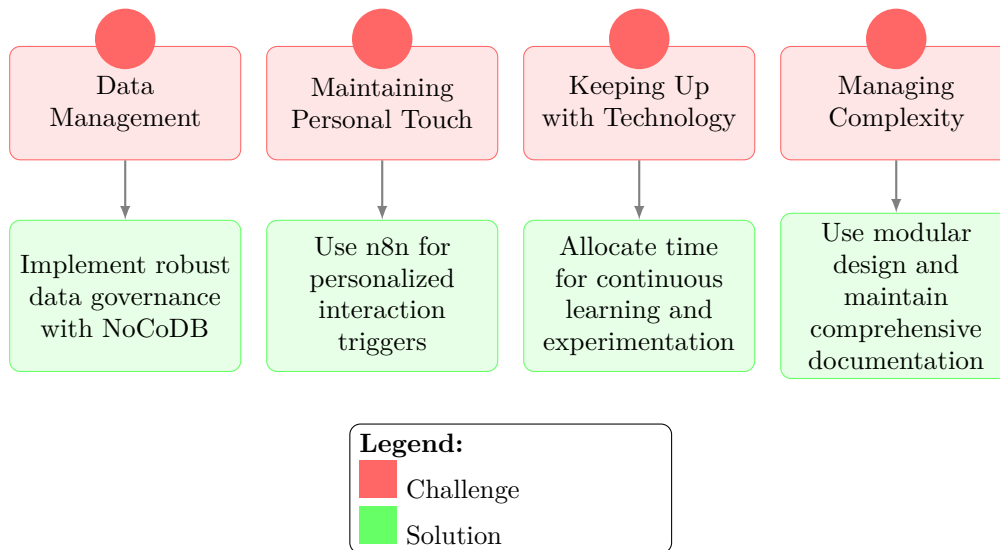 Data
Management
Maintaining
Personal Touch
Keeping Up
with Technology
Managing
Complexity
Implement robust
data governance
with NoCoDB
Use n8n for
personalized
interaction
triggers
Allocate time
for continuous
learning and
experimentation
Use modular
design and
maintain
comprehensive
documentation
Legend:
Challenge
Solution